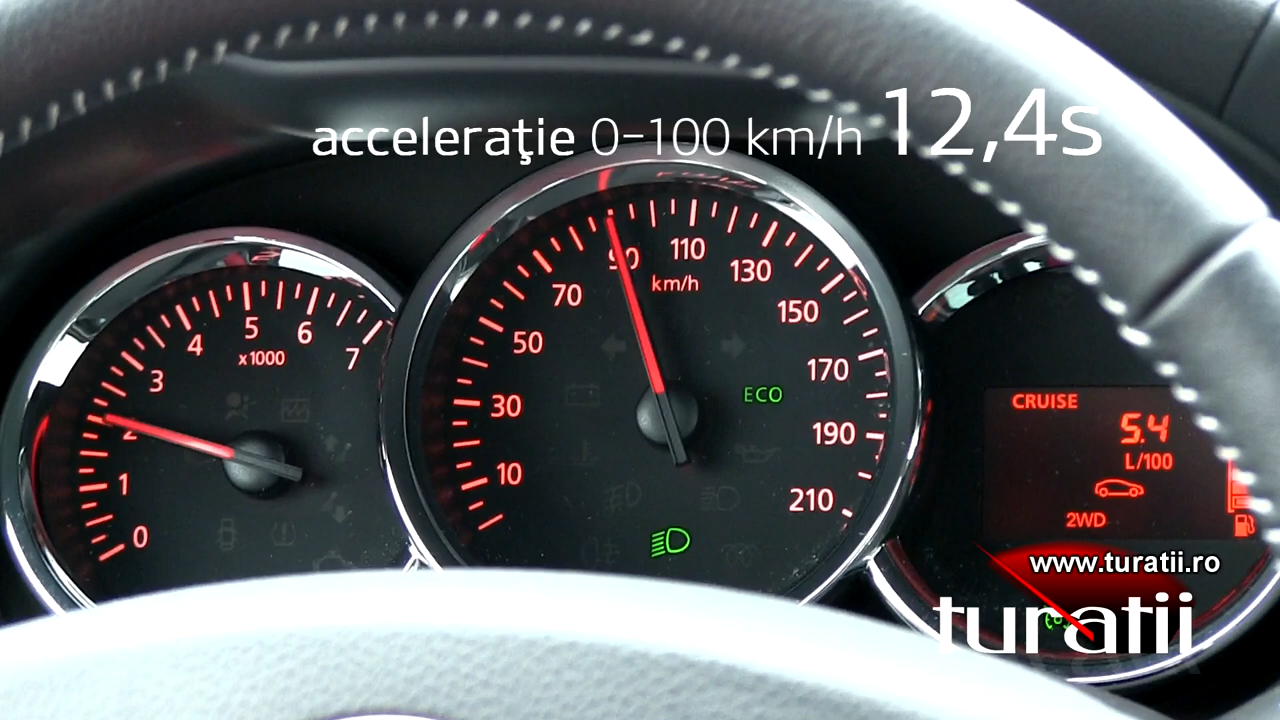 acceleraţie 0-100 km/h 12,4s
0
1
2
3
4
5
6
7
x1000
10
30
50
70
90
110
130
150
170
190
210
km/h
ECO
CRUISE
5.4
L/100
2WD
www.turatii.ro
turatii